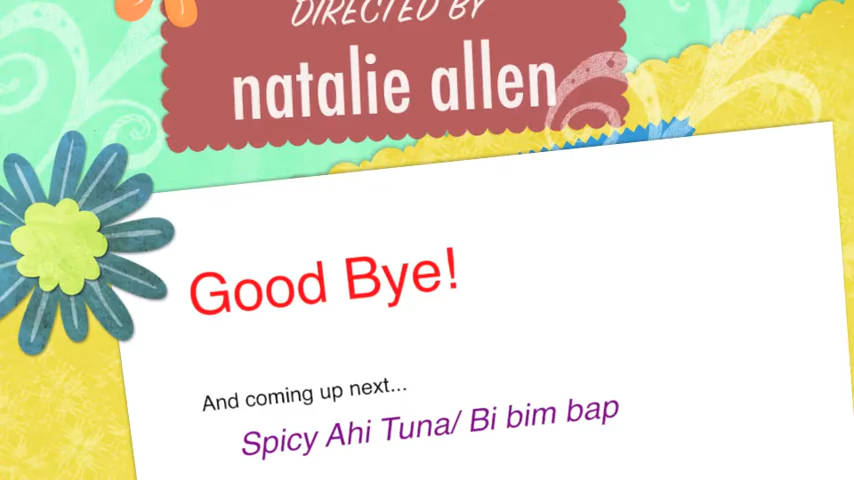 DIRECTED BY
natalie allen
Good Bye!
And coming up next...
Spicy Ahi Tuna/ Bi bim bap